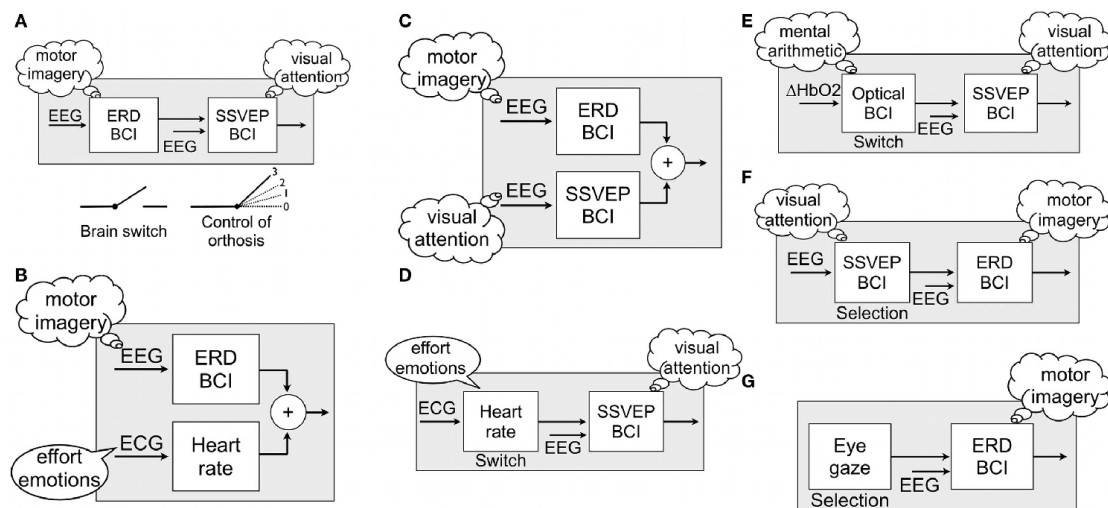 A
motor
imagery
visual
attention
EEG
ERD
BCI
EEG
SSVEP
BCI
Brain switch
3
2
1
0
Control of
orthosis
B
motor
imagery
EEG
ERD
BCI
+
ECG
Heart
rate
effort
emotions
C
motor
imagery
EEG
ERD
BCI
+
EEG
SSVEP
BCI
visual
attention
D
effort
emotions
visual
attention
ECG
Heart
rate
Switch
EEG
SSVEP
BCI
E
mental
arithmetic
visual
attention
ΔHbO2
Optical
BCI
Switch
EEG
SSVEP
BCI
F
visual
attention
motor
imagery
EEG
SSVEP
BCI
Selection
EEG
ERD
BCI
G
motor
imagery
Eye
gaze
Selection
EEG
ERD
BCI